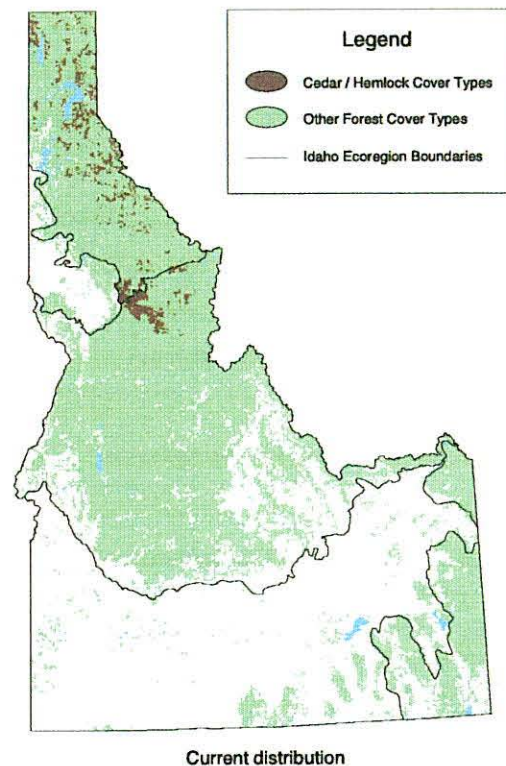 Legend
Cedar / Hemlock Cover Types
Other Forest Cover Types
Idaho Ecoregion Boundaries
Current distribution